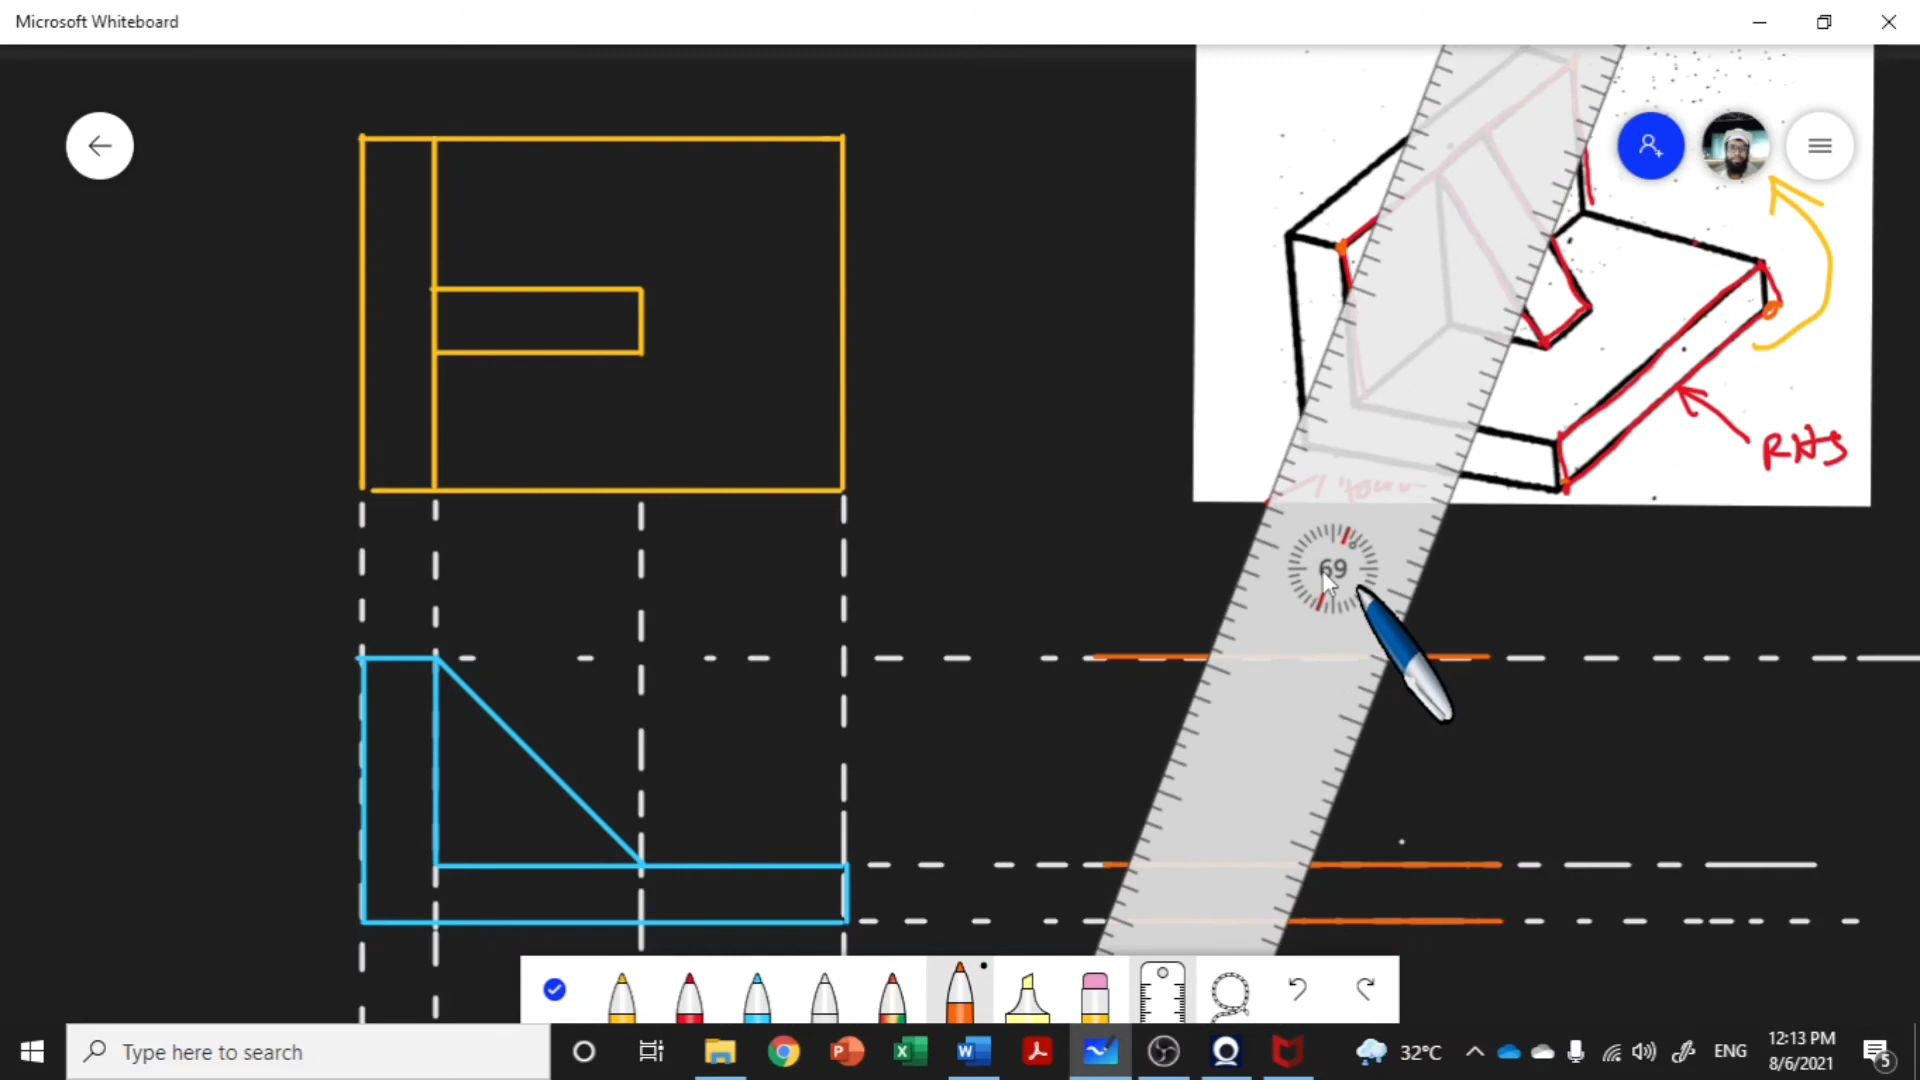 Microsoft Whiteboard
RHS
69
Type here to search
32°C
ENG
12:13 PM
8/6/2021
5